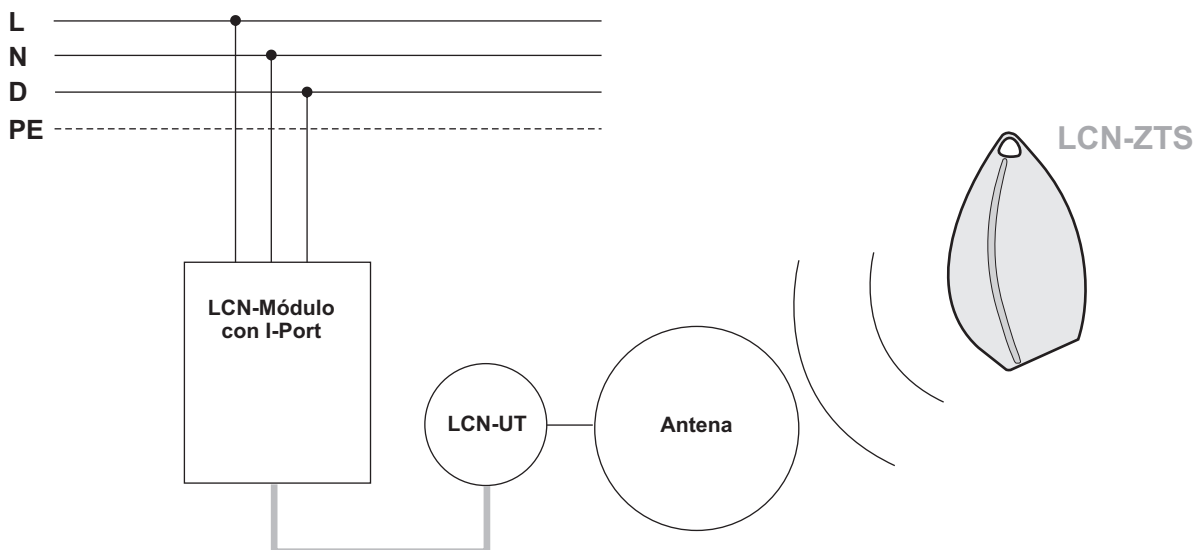 L
N
D
PE
LCN-ZTS
LCN-Módulo
con I-Port
LCN-UT
Antena